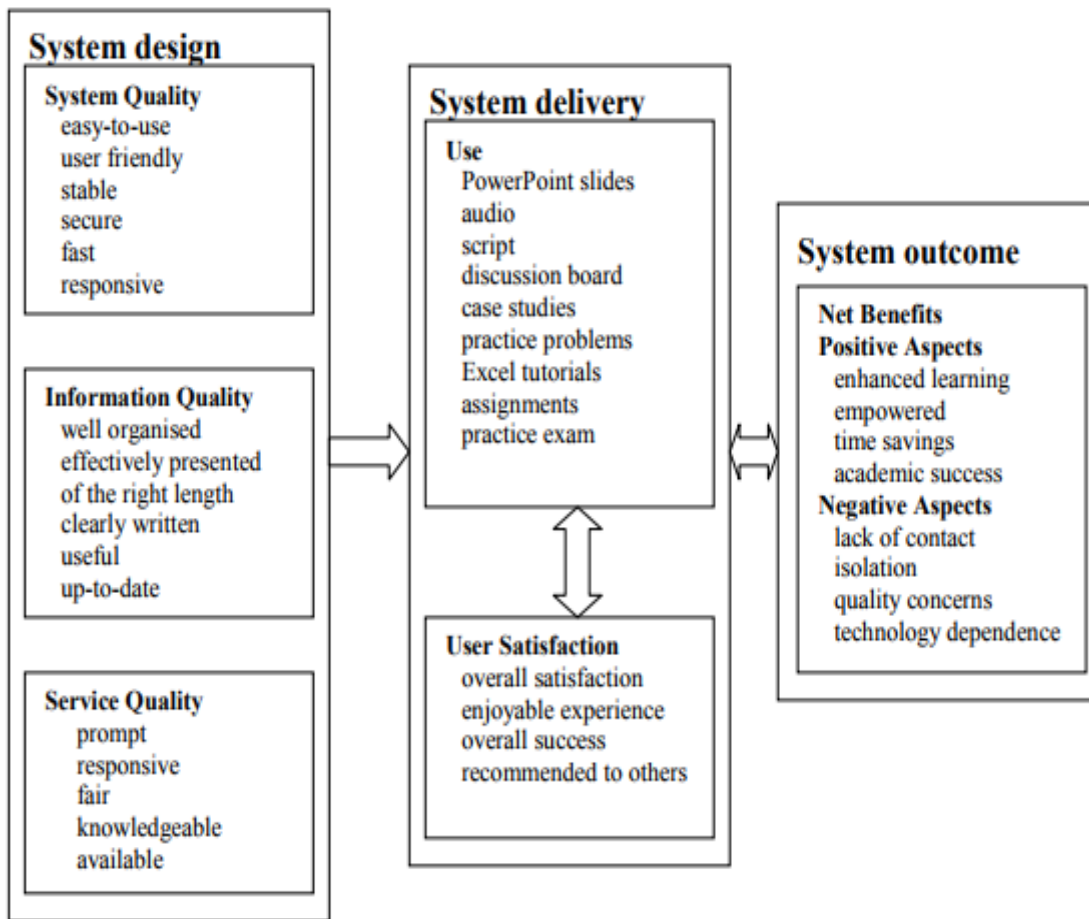 System design
System Quality
easy-to-use
user friendly
stable
secure
fast
responsive
Information Quality
well organised
effectively presented
of the right length
clearly written
useful
up-to-date
Service Quality
prompt
responsive
fair
knowledgeable
available
System delivery
Use
PowerPoint slides
audio
script
discussion board
case studies
practice problems
Excel tutorials
assignments
practice exam
User Satisfaction
overall satisfaction
enjoyable experience
overall success
recommended to others
System outcome
Net Benefits
Positive Aspects
enhanced learning
empowered
time savings
academic success
Negative Aspects
lack of contact
isolation
quality concerns
technology dependence